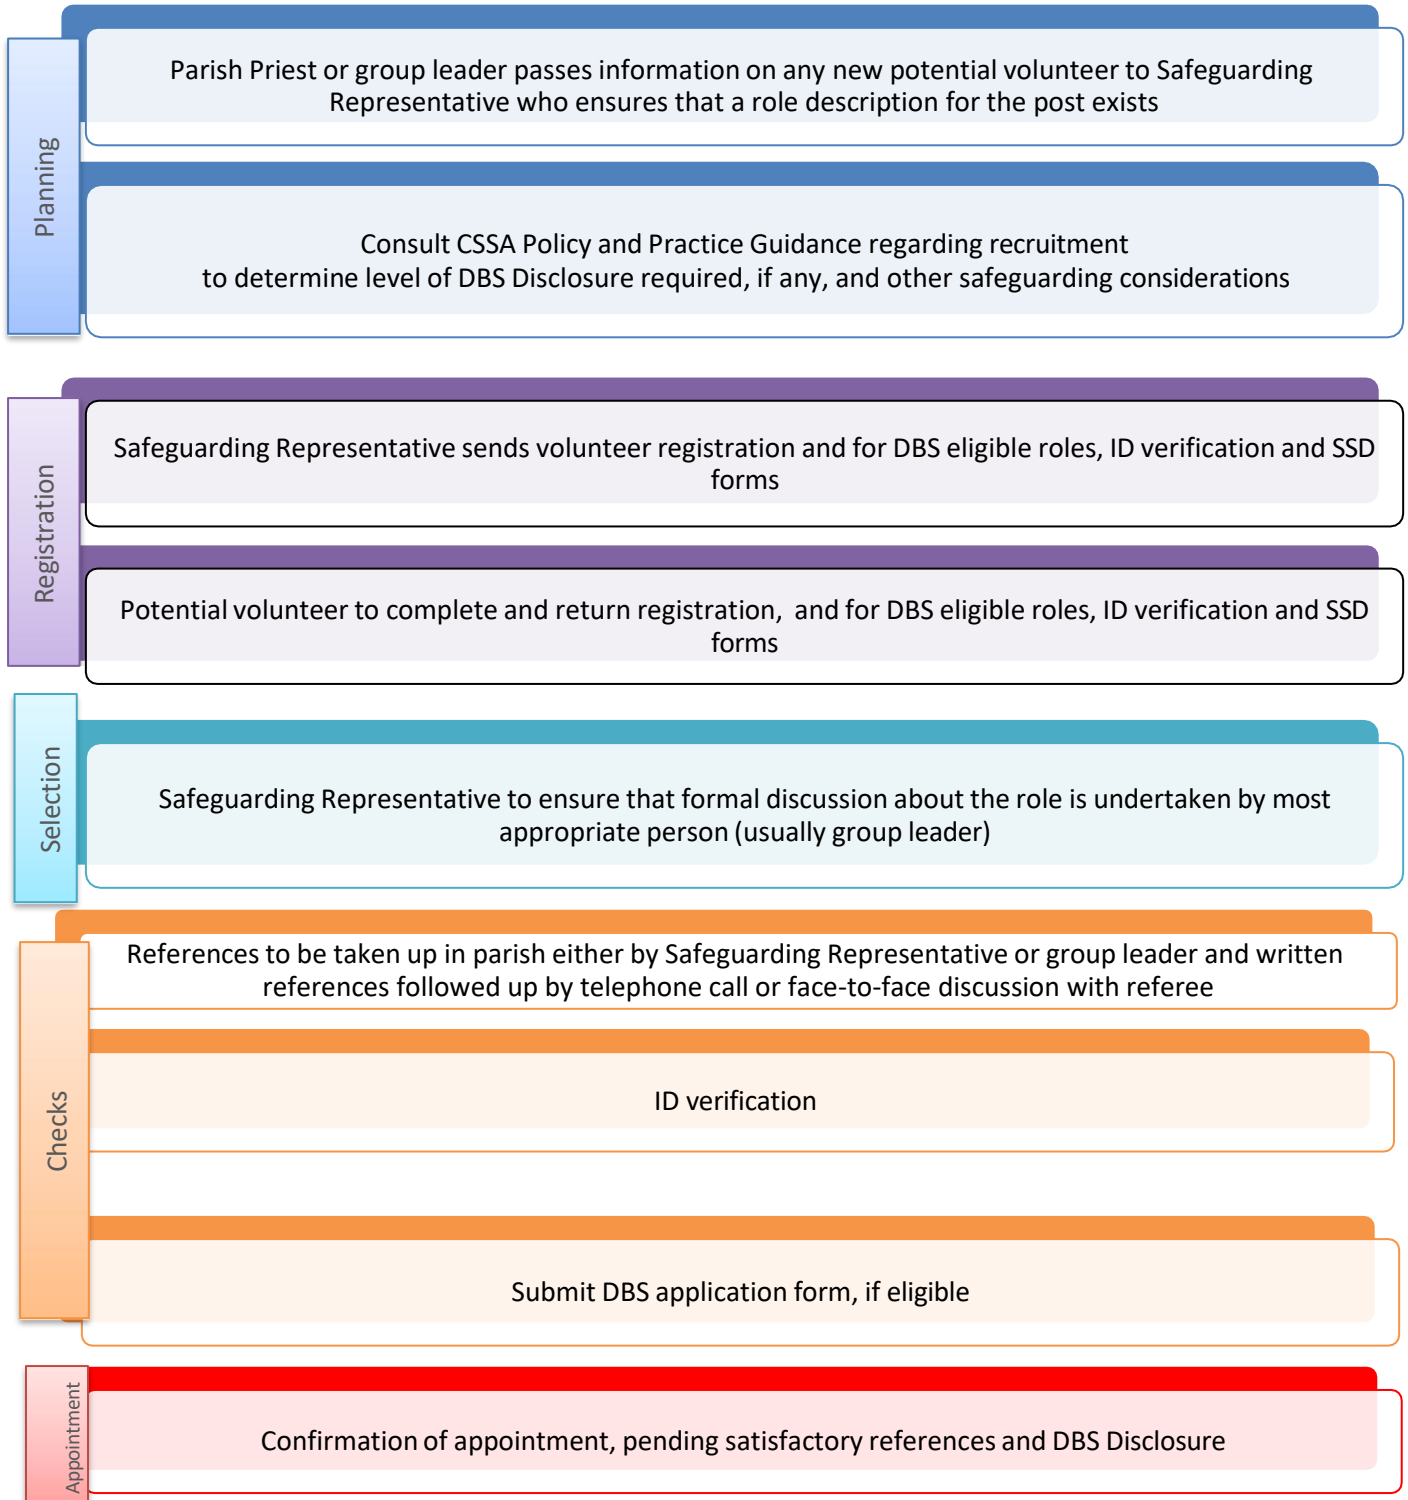 Planning
Parish Priest or group leader passes information on any new potential volunteer to Safeguarding
Representative who ensures that a role description for the post exists
Consult CSSA Policy and Practice Guidance regarding recruitment
to determine level of DBS Disclosure required, if any, and other safeguarding considerations
Registration
Safeguarding Representative sends volunteer registration and for DBS eligible roles, ID verification and SSD
forms
Potential volunteer to complete and return registration, and for DBS eligible roles, ID verification and SSD
forms
Selection
Safeguarding Representative to ensure that formal discussion about the role is undertaken by most
appropriate person (usually group leader)
Checks
References to be taken up in parish either by Safeguarding Representative or group leader and written
references followed up by telephone call or face-to-face discussion with referee
ID verification
Submit DBS application form, if eligible
Appointment
Confirmation of appointment, pending satisfactory references and DBS Disclosure